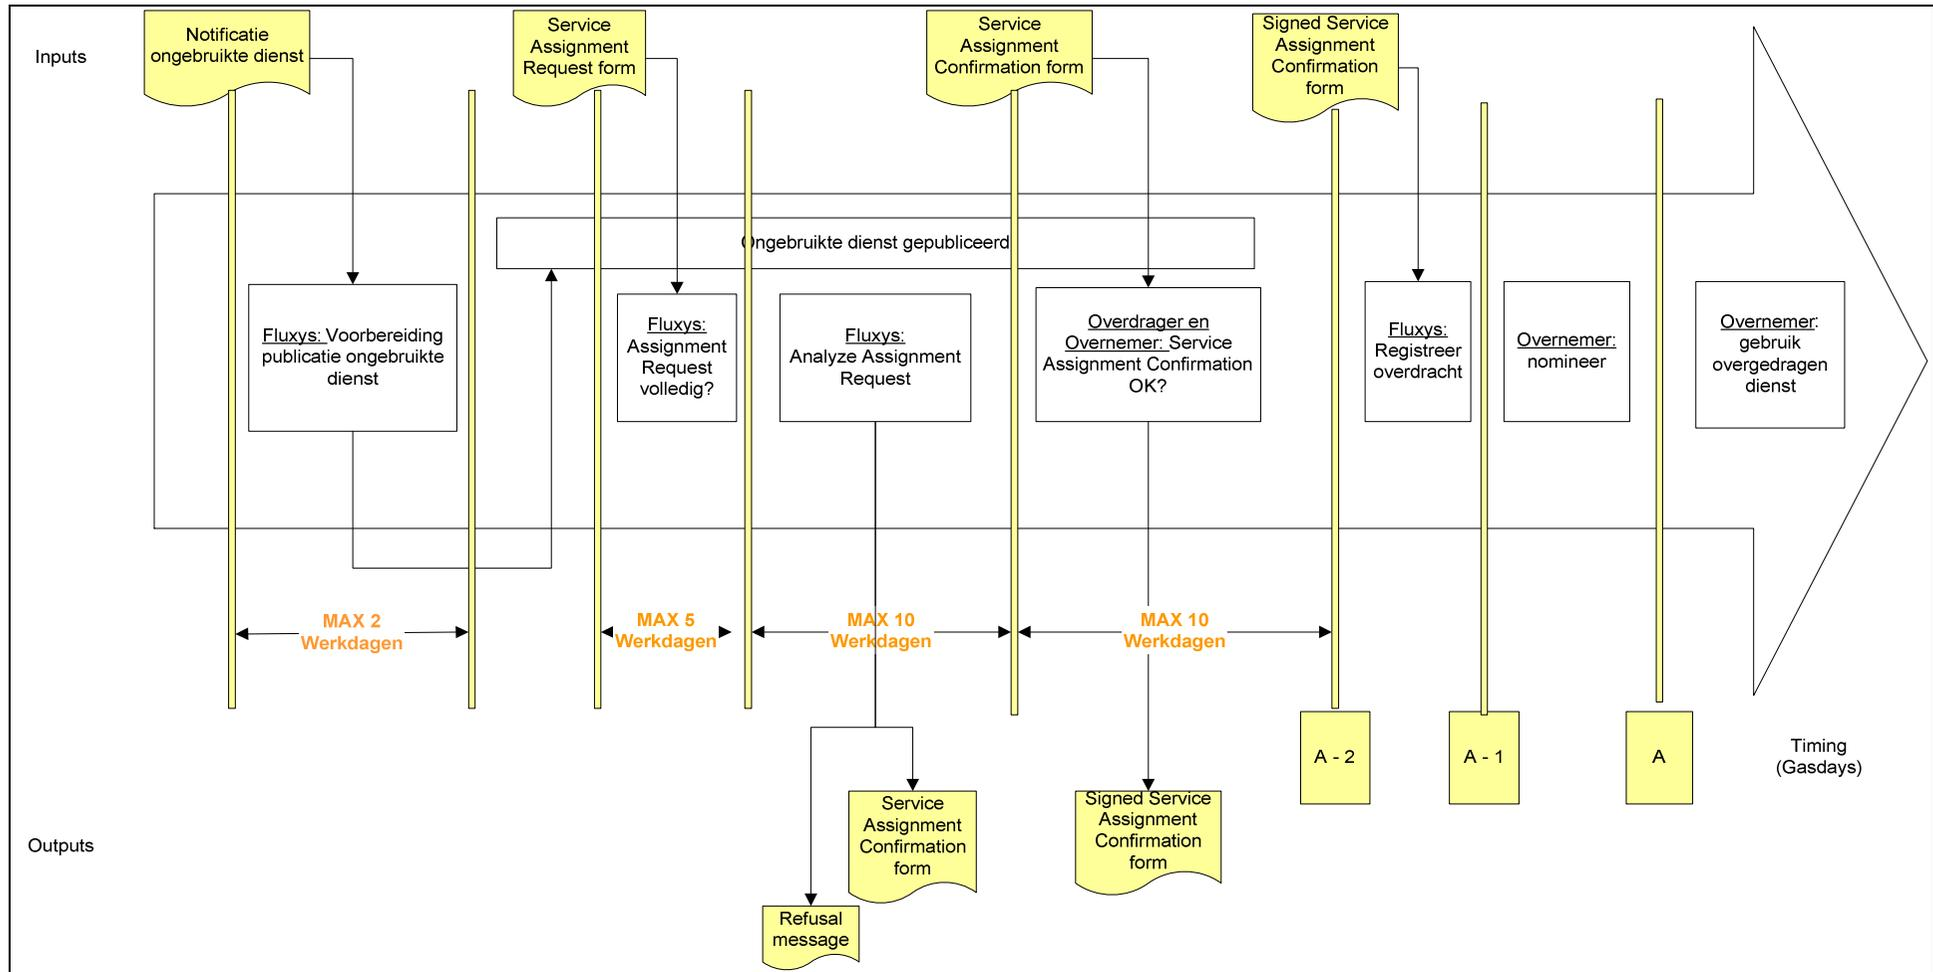 Inputs
Notificatie
ongebruikte dienst
Service
Assignment
Request form
Service
Assignment
Confirmation form
Signed Service
Assignment
Confirmation
form
Ongebruikte dienst gepubliceerd
Fluxys: Voorbereiding
publicatie ongebruikte
dienst
Fluxys:
Assignment
Request
volledig?
Fluxys:
Analyze Assignment
Request
Overdrager en
Overnemer: Service
Assignment Confirmation
OK?
Fluxys:
Registreer
overdracht
Overnemer:
nomineer
Overnemer:
gebruik
overgedragen
dienst
MAX 2
Werkdagen
MAX 5
Werkdagen
MAX 10
Werkdagen
MAX 10
Werkdagen
A - 2
A - 1
A
Timing
(Gasdays)
Outputs
Service
Assignment
Confirmation
form
Signed Service
Assignment
Confirmation
form
Refusal
message